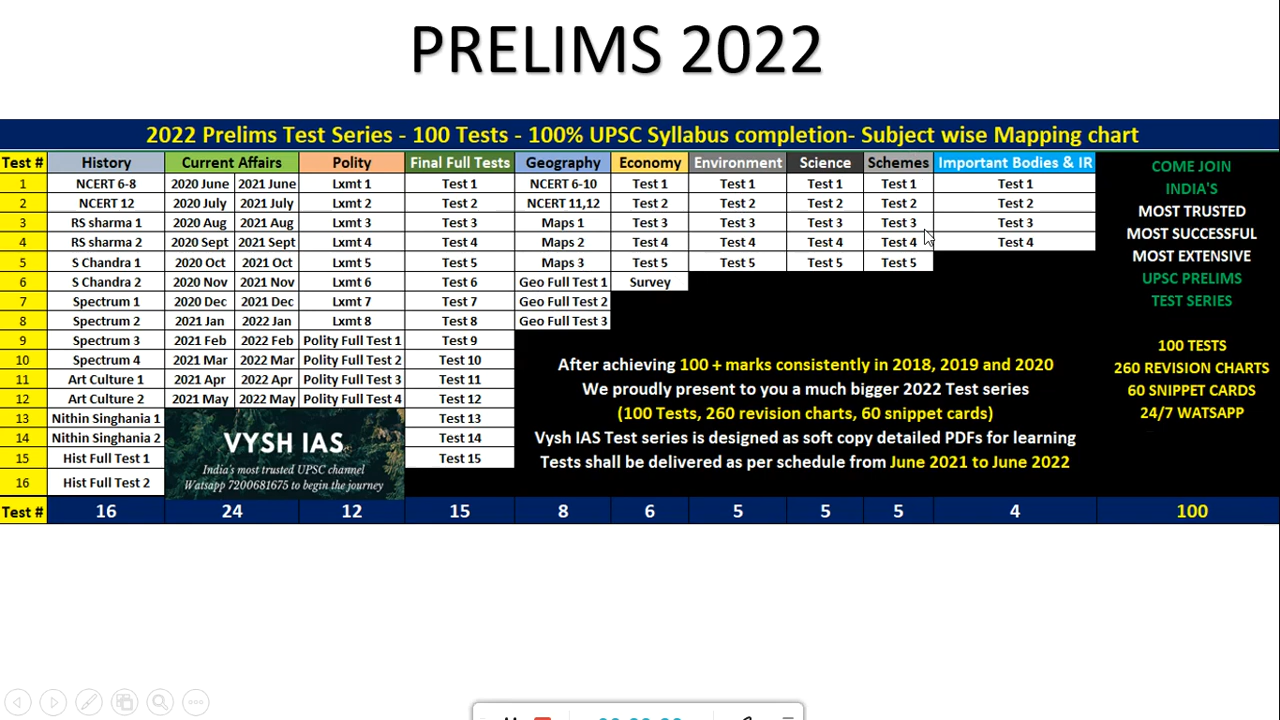 PRELIMS 2022
2022 Prelims Test Series - 100 Tests - 100% UPSC Syllabus completion- Subject wise Mapping chart
Test # History Current Affairs Polity Final Full Tests Geography Economy Environment Science Schemes Important Bodies & IR
1 NCERT 6-8 2020 June 2021 June Lxmt 1 Test 1 NCERT 6-10 Test 1 Test 1 Test 1 Test 1 Test 1
2 NCERT 12 2020 July 2021 July Lxmt 2 Test 2 NCERT 11,12 Test 2 Test 2 Test 2 Test 2 Test 2
3 RS sharma 1 2020 Aug 2021 Aug Lxmt 3 Test 3 Maps 1 Test 3 Test 3 Test 3 Test 3 Test 3
4 RS sharma 2 2020 Sept 2021 Sept Lxmt 4 Test 4 Maps 2 Test 4 Test 4 Test 4 Test 4 Test 4
5 S Chandra 1 2020 Oct 2021 Oct Lxmt 5 Test 5 Maps 3 Test 5 Test 5 Test 5 Test 5
6 S Chandra 2 2020 Nov 2021 Nov Lxmt 6 Test 6 Geo Full Test 1 Survey
7 Spectrum 1 2020 Dec 2021 Dec Lxmt 7 Test 7 Geo Full Test 2
8 Spectrum 2 2021 Jan 2022 Jan Lxmt 8 Test 8 Geo Full Test 3
9 Spectrum 3 2021 Feb 2022 Feb Polity Full Test 1 Test 9
10 Spectrum 4 2021 Mar 2022 Mar Polity Full Test 2 Test 10
11 Art Culture 1 2021 Apr 2022 Apr Polity Full Test 3 Test 11
12 Art Culture 2 2021 May 2022 May Polity Full Test 4 Test 12
13 Nithin Singhania 1 Test 13
14 Nithin Singhania 2 Test 14
15 Hist Full Test 1 Test 15
16 Hist Full Test 2
Test # 16 24 12 15 8 6 5 5 5 4 100
VYSH IAS
India's most trusted UPSC channel
Watsapp 7200681675 to begin the journey
After achieving 100 + marks consistently in 2018, 2019 and 2020
We proudly present to you a much bigger 2022 Test series
(100 Tests, 260 revision charts, 60 snippet cards)
Vysh IAS Test series is designed as soft copy detailed PDFs for learning
Tests shall be delivered as per schedule from June 2021 to June 2022
COME JOIN
INDIA'S
MOST TRUSTED
MOST SUCCESSFUL
MOST EXTENSIVE
UPSC PRELIMS
TEST SERIES
100 TESTS
260 REVISION CHARTS
60 SNIPPET CARDS
24/7 WATSAPP